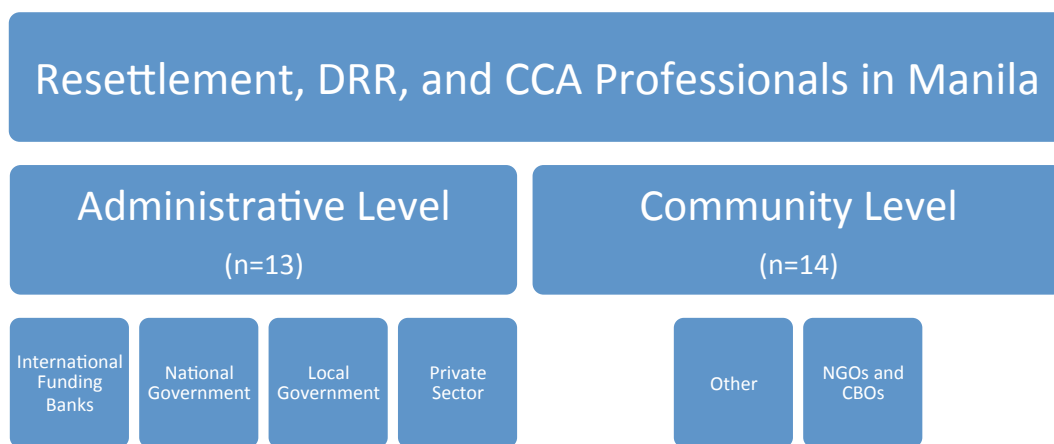 Resettlement, DRR, and CCA Professionals in Manila
Administrative Level
(n=13)
Community Level
(n=14)
International
Funding
Banks
National
Government
Local
Government
Private
Sector
Other
NGOs and
CBOs